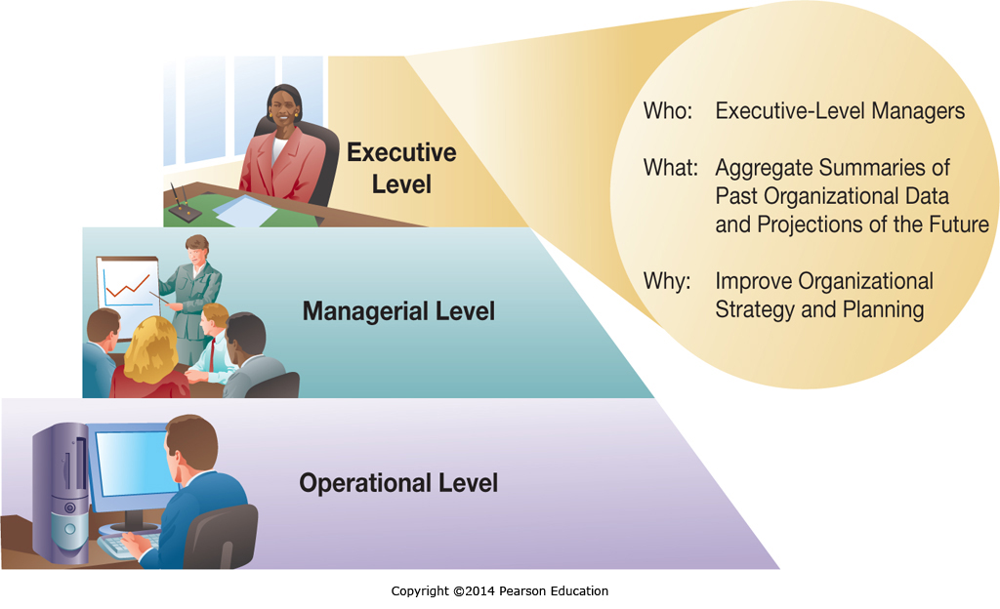 Executive
Level
Managerial Level
Operational Level
Who: Executive-Level Managers
What: Aggregate Summaries of
Past Organizational Data
and Projections of the Future
Why: Improve Organizational
Strategy and Planning
Copyright ©2014 Pearson Education